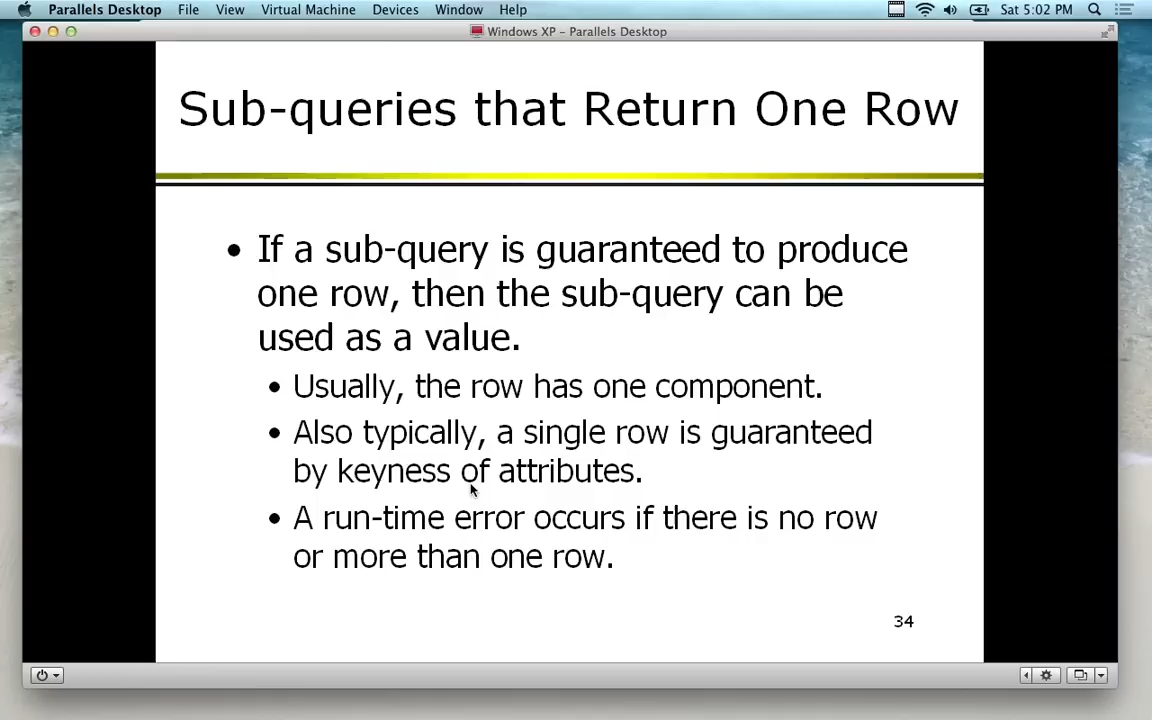 Parallels Desktop File View Virtual Machine Devices Window Help Sat 5:02 PM
Windows XP – Parallels Desktop
Sub-queries that Return One Row
• If a sub-query is guaranteed to produce
one row, then the sub-query can be
used as a value.
• Usually, the row has one component.
• Also typically, a single row is guaranteed
by keyness of attributes.
• A run-time error occurs if there is no row
or more than one row.
34